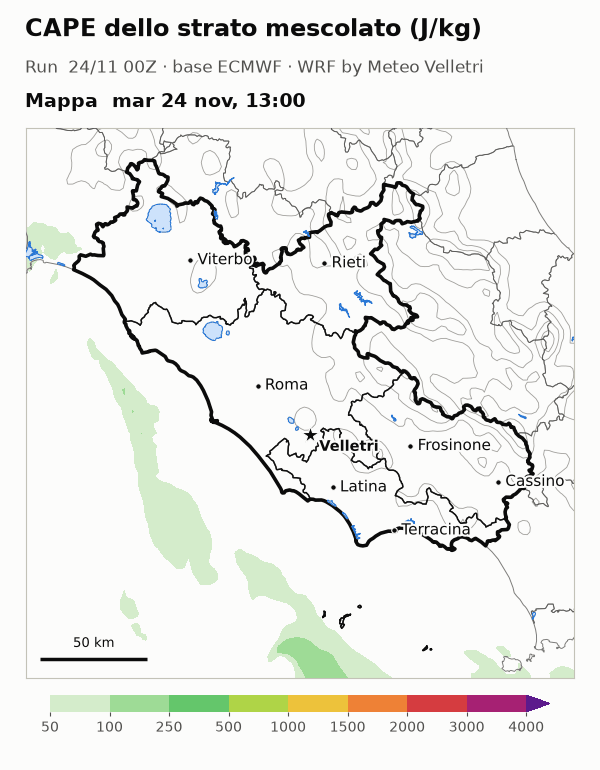 CAPE dello strato mescolato (J/kg)
Run  24/11 00Z · base ECMWF · WRF by Meteo Velletri
Mappa  mar 24 nov, 13:00
Viterbo
Rieti
Roma
Velletri
Frosinone
Latina
Cassino
Terracina
50 km
50 100 250 500 1000 1500 2000 3000 4000